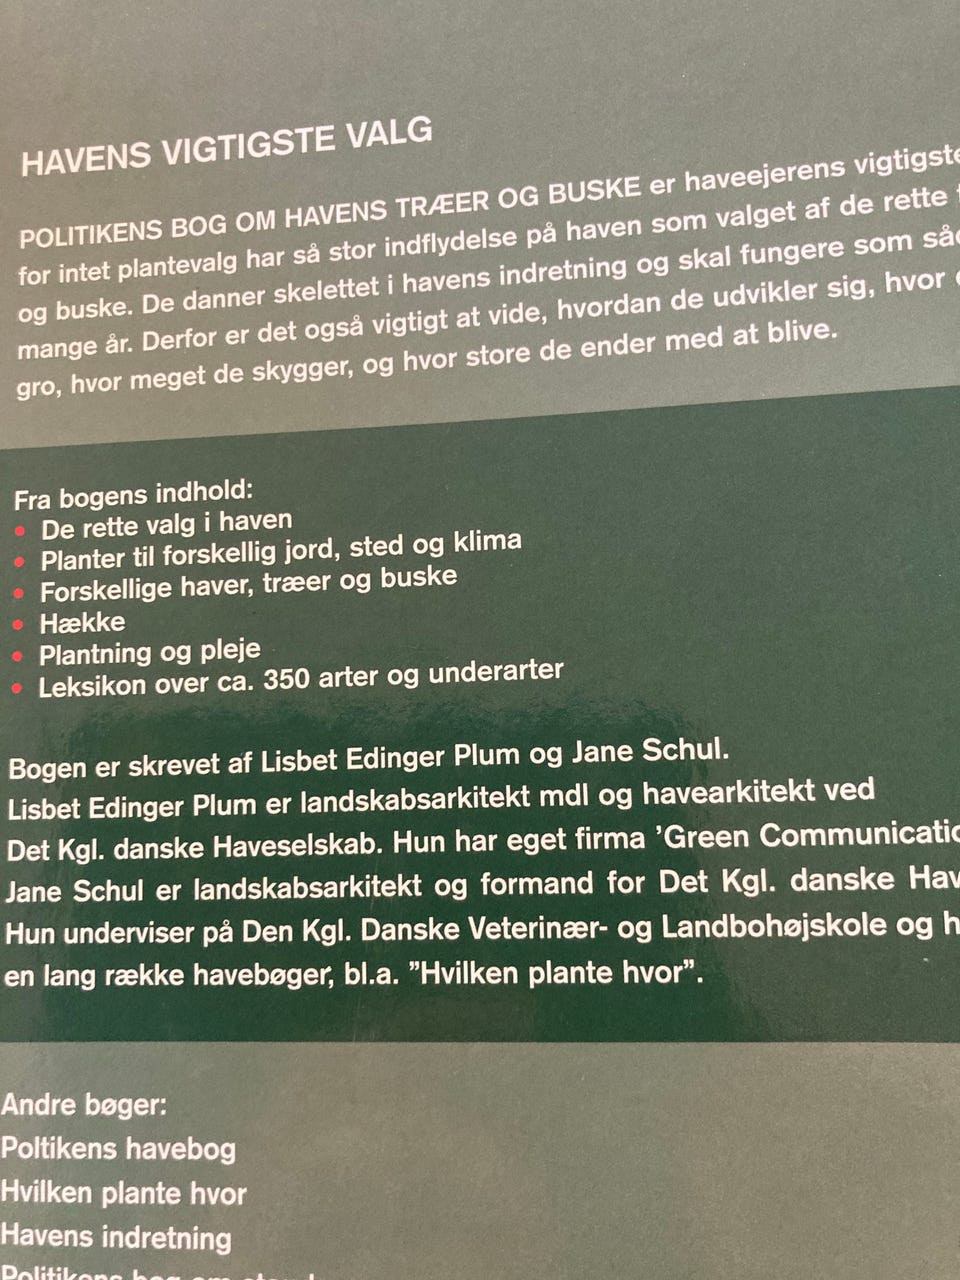 HAVENS VIGTIGSTE VALG
POLITIKENS BOG OM HAVENS TRÆER OG BUSKE er haveejerens vigtigste
for intet plantevalg har så stor indflydelse på haven som valget af de rette
og buske. De danner skelettet i havens indretning og skal fungere som
mange år. Derfor er det også vigtigt at vide, hvordan de udvikler sig, hvor
gro, hvor meget de skygger, og hvor store de ender med at blive.
Fra bogens indhold:
• De rette valg i haven
• Planter til forskellig jord, sted og klima
• Forskellige haver, træer og buske
• Hække
• Plantning og pleje
• Leksikon over ca. 350 arter og underarter
Bogen er skrevet af Lisbet Edinger Plum og Jane Schul.
Lisbet Edinger Plum er landskabsarkitekt mdl og havearkitekt ved
Det Kgl. danske Haveselskab. Hun har eget firma ’Green Communicatio
Jane Schul er landskabsarkitekt og formand for Det Kgl. danske Hav
Hun underviser på Den Kgl. Danske Veterinær- og Landbohøjskole og h
en lang række havebøger, bl.a. ”Hvilken plante hvor”.
Andre bøger:
Poltikens havebog
Hvilken plante hvor
Havens indretning
Politikens bog om